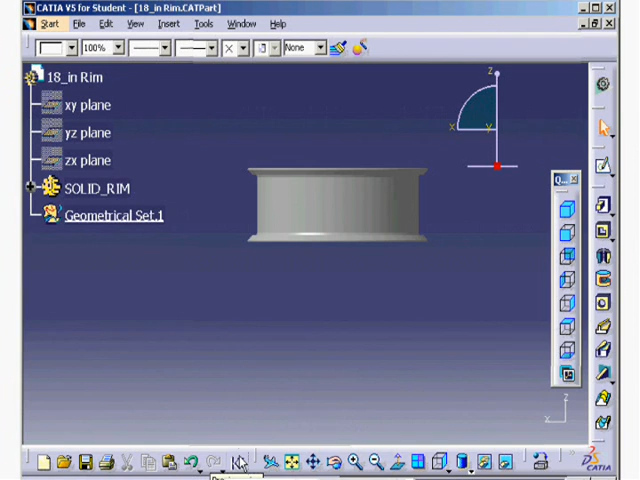 CATIA V5 for Student - [18_in Rim.CATPart]
Start File Edit View Insert Tools Window Help
100% None
18_in Rim
xy plane
yz plane
zx plane
SOLID_RIM
Geometrical Set.1
z
x y
Q...
z
x
CATIA